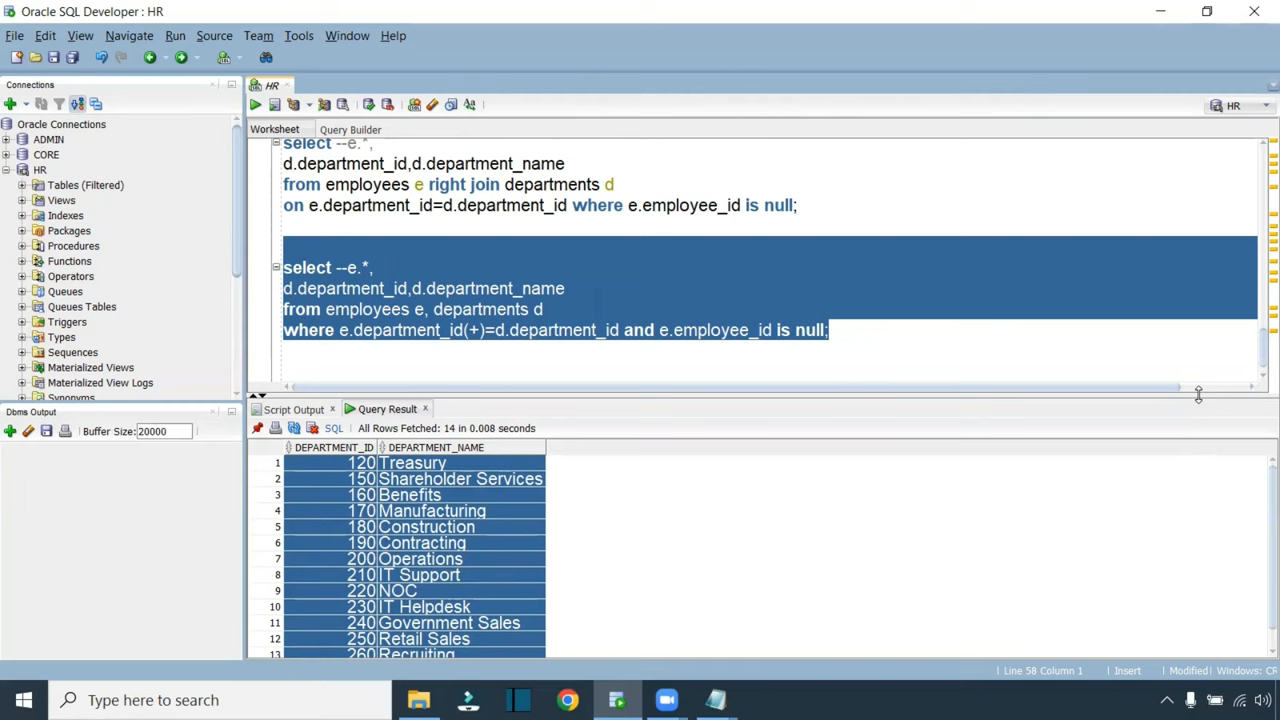 Oracle SQL Developer : HR
File Edit View Navigate Run Source Team Tools Window Help
Connections
Oracle Connections
ADMIN
CORE
HR
Tables (Filtered)
Views
Indexes
Packages
Procedures
Functions
Operators
Queues
Queues Tables
Triggers
Types
Sequences
Materialized Views
Materialized View Logs
Synonyms
Dbms Output
Buffer Size: 20000
HR
HR
Worksheet Query Builder
select --e.*,
d.department_id,d.department_name
from employees e right join departments d
on e.department_id=d.department_id where e.employee_id is null;
select --e.*,
d.department_id,d.department_name
from employees e, departments d
where e.department_id(+)=d.department_id and e.employee_id is null;
Script Output Query Result
SQL All Rows Fetched: 14 in 0.008 seconds
DEPARTMENT_ID DEPARTMENT_NAME
1 120 Treasury
2 150 Shareholder Services
3 160 Benefits
4 170 Manufacturing
5 180 Construction
6 190 Contracting
7 200 Operations
8 210 IT Support
9 220 NOC
10 230 IT Helpdesk
11 240 Government Sales
12 250 Retail Sales
13 260 Recruiting
Line 58 Column 1 Insert Modified Windows: CR
Type here to search